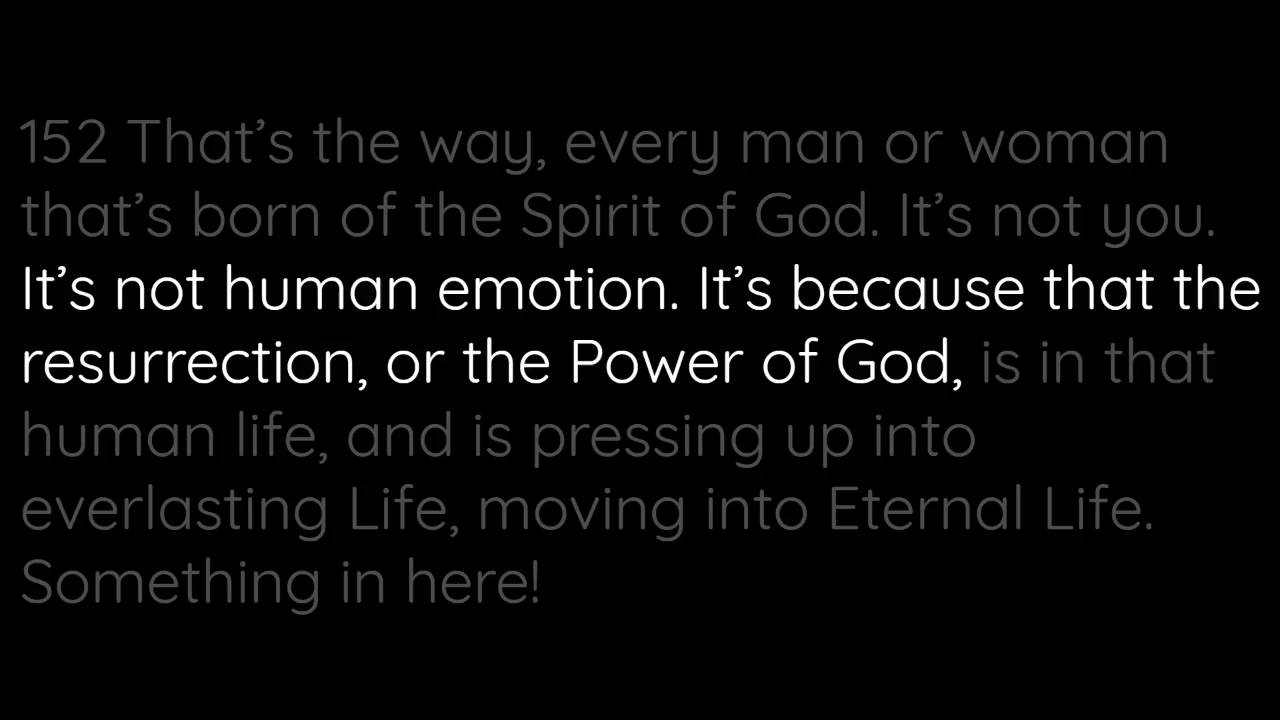 152 That’s the way, every man or woman
that’s born of the Spirit of God. It’s not you.
It’s not human emotion. It’s because that the
resurrection, or the Power of God, is in that
human life, and is pressing up into
everlasting Life, moving into Eternal Life.
Something in here!